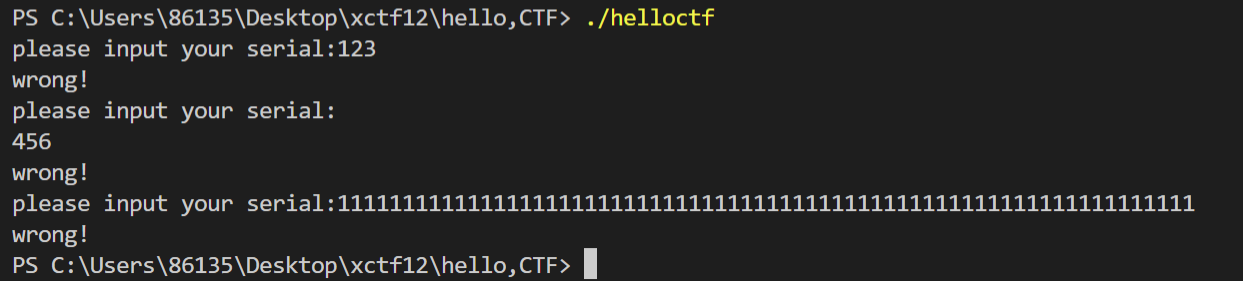 PS C:\Users\86135\Desktop\xctf12\hello,CTF> ./helloctf
please input your serial:123
wrong!
please input your serial:
456
wrong!
please input your serial:111111111111111111111111111111111111111111111111111111111111111111
wrong!
PS C:\Users\86135\Desktop\xctf12\hello,CTF>